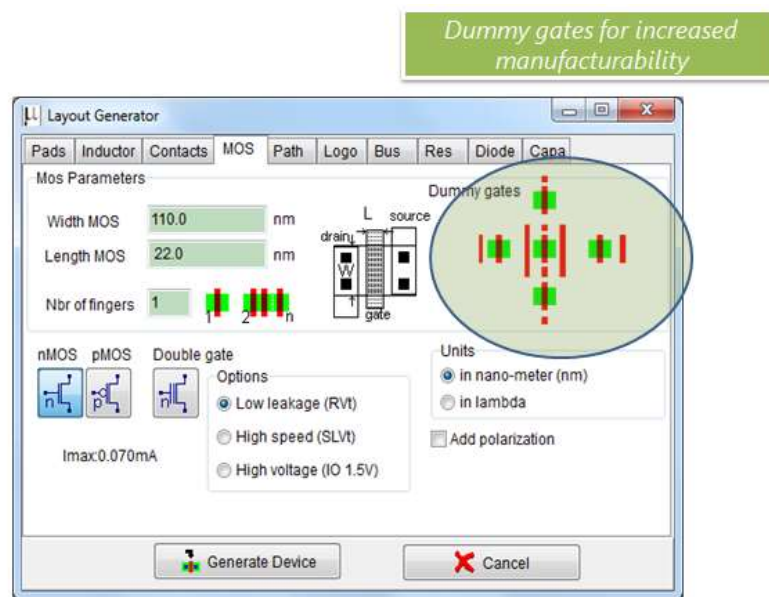 Dummy gates for increased
manufacturability
Layout Generator
Pads Inductor Contacts MOS Path Logo Bus Res Diode Capa
Mos Parameters
Dummy gates
Width MOS 110.0 nm
Length MOS 22.0 nm
Nbr of fingers 1
1 2 n
L source
drain
W
gate
nMOS pMOS Double gate
n p n
Options
Low leakage (RVt)
High speed (SLVt)
High voltage (IO 1.5V)
Imax:0.070mA
Units
in nano-meter (nm)
in lambda
Add polarization
Generate Device Cancel